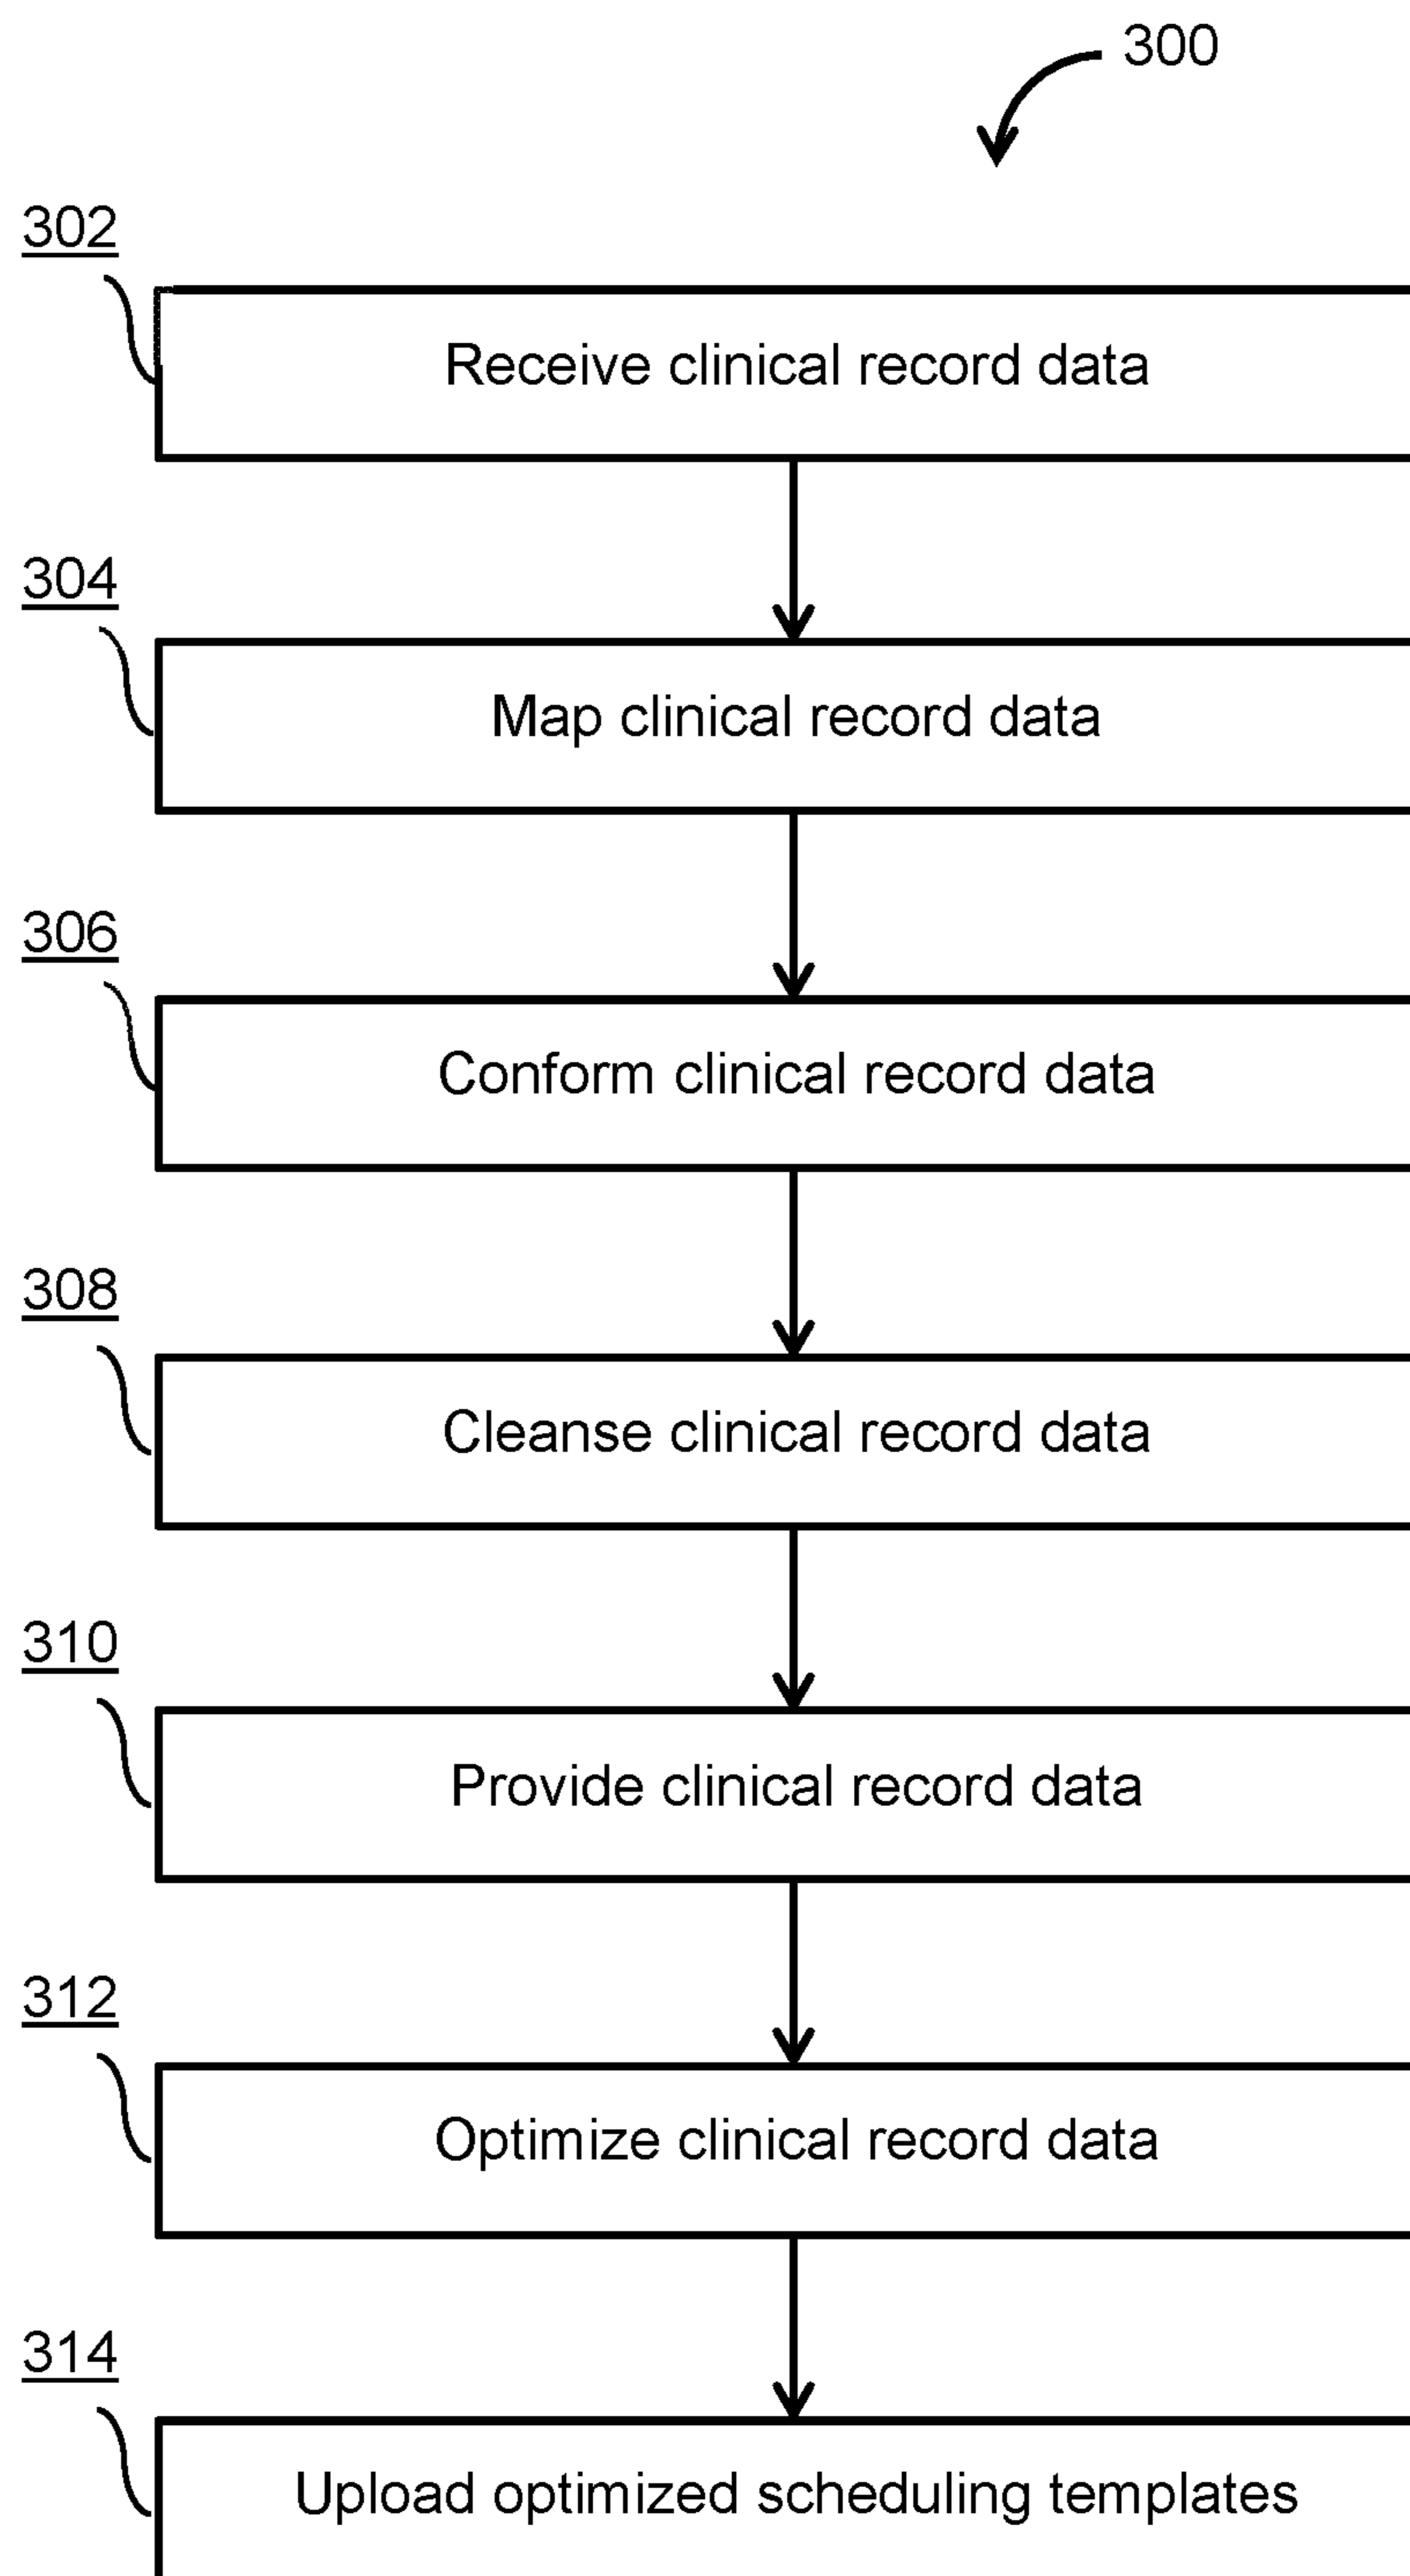 300
302
Receive clinical record data
304
Map clinical record data
306
Conform clinical record data
308
Cleanse clinical record data
310
Provide clinical record data
312
Optimize clinical record data
314
Upload optimized scheduling templates